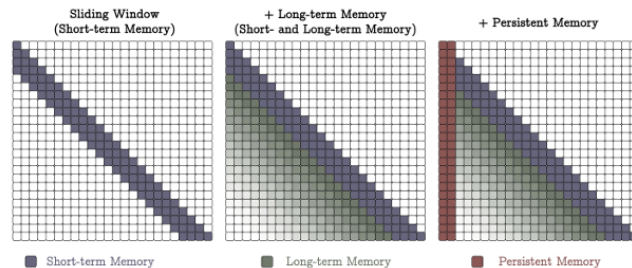 Sliding Window
(Short-term Memory)
+ Long-term Memory
(Short- and Long-term Memory)
+ Persistent Memory
Short-term Memory
Long-term Memory
Persistent Memory